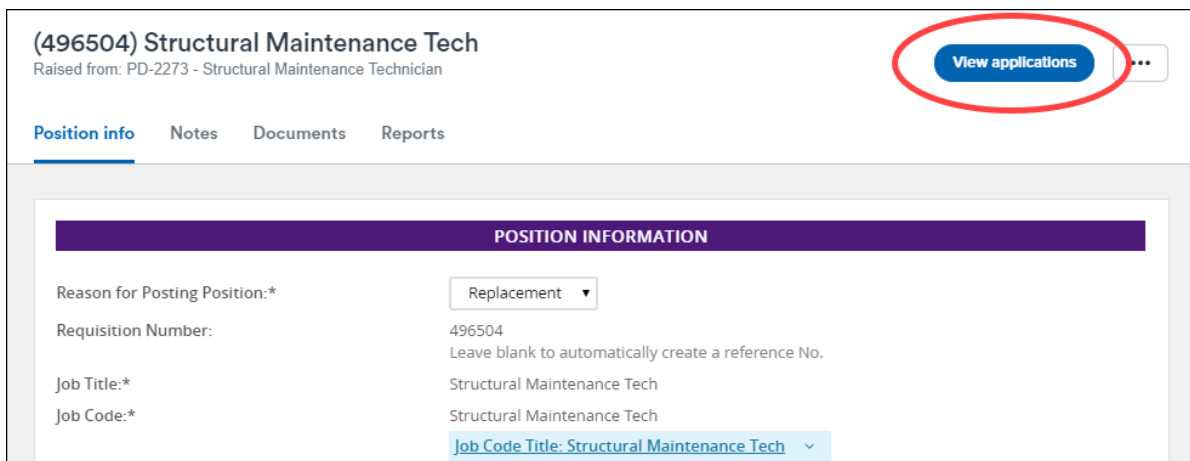 (496504) Structural Maintenance Tech
Raised from: PD-2273 - Structural Maintenance Technician
View applications
...
Position info Notes Documents Reports
POSITION INFORMATION
Reason for Posting Position:* Replacement
Requisition Number: 496504
Leave blank to automatically create a reference No.
Job Title:* Structural Maintenance Tech
Job Code:* Structural Maintenance Tech
Job Code Title: Structural Maintenance Tech